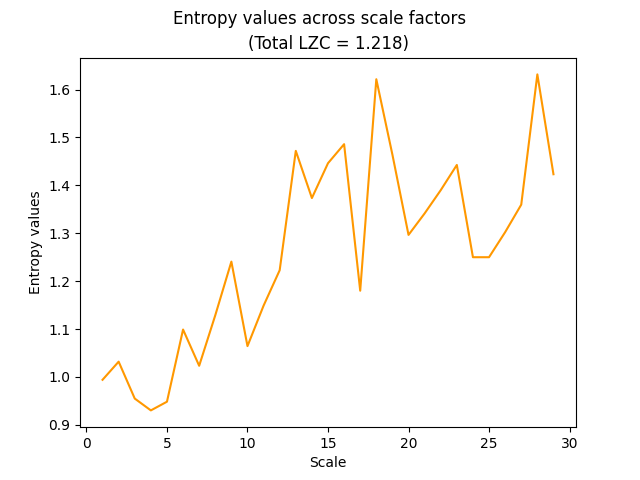 Entropy values across scale factors
(Total LZC = 1.218)
1.6
1.5
1.4
1.3
1.2
1.1
1.0
0.9
Entropy values
0 5 10 15 20 25 30
Scale